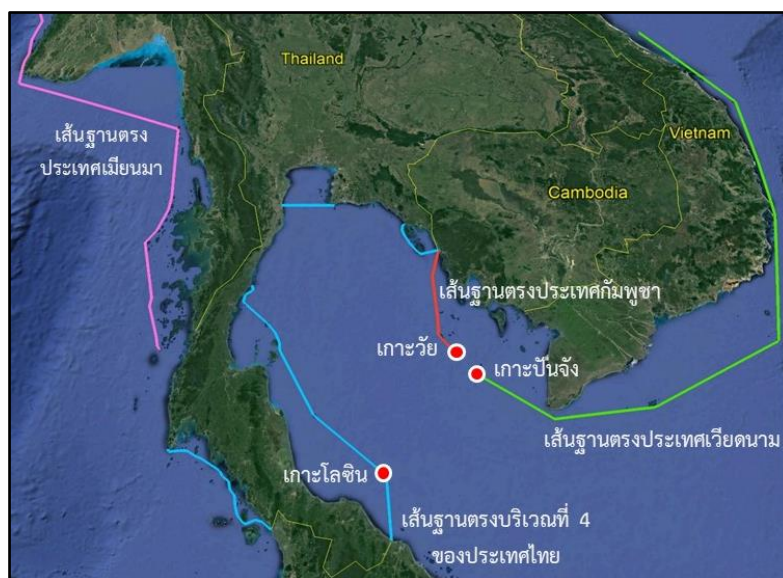 Thailand
Vietnam
เส้นฐานตรง
ประเทศเมียนมา
Cambodia
เส้นฐานตรงประเทศกัมพูชา
เกาะวัย
เกาะปันจัง
เส้นฐานตรงประเทศเวียดนาม
เกาะโลซิน
เส้นฐานตรงบริเวณที่ 4
ของประเทศไทย